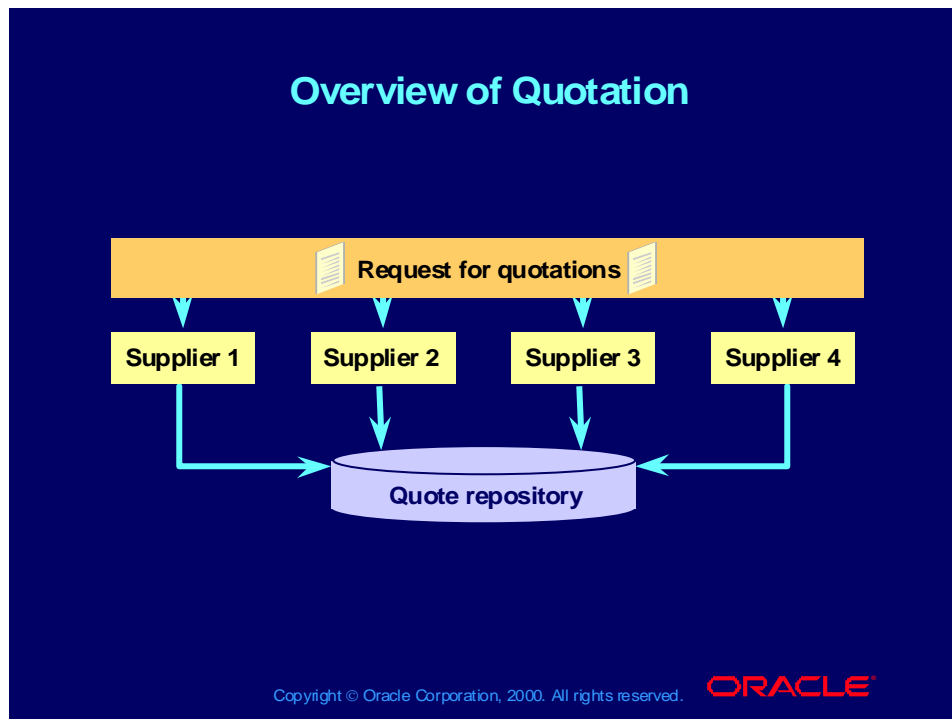 Overview of Quotation
Request for quotations
Supplier 1
Supplier 2
Supplier 3
Supplier 4
Quote repository
Copyright © Oracle Corporation, 2000. All rights reserved.
ORACLE®